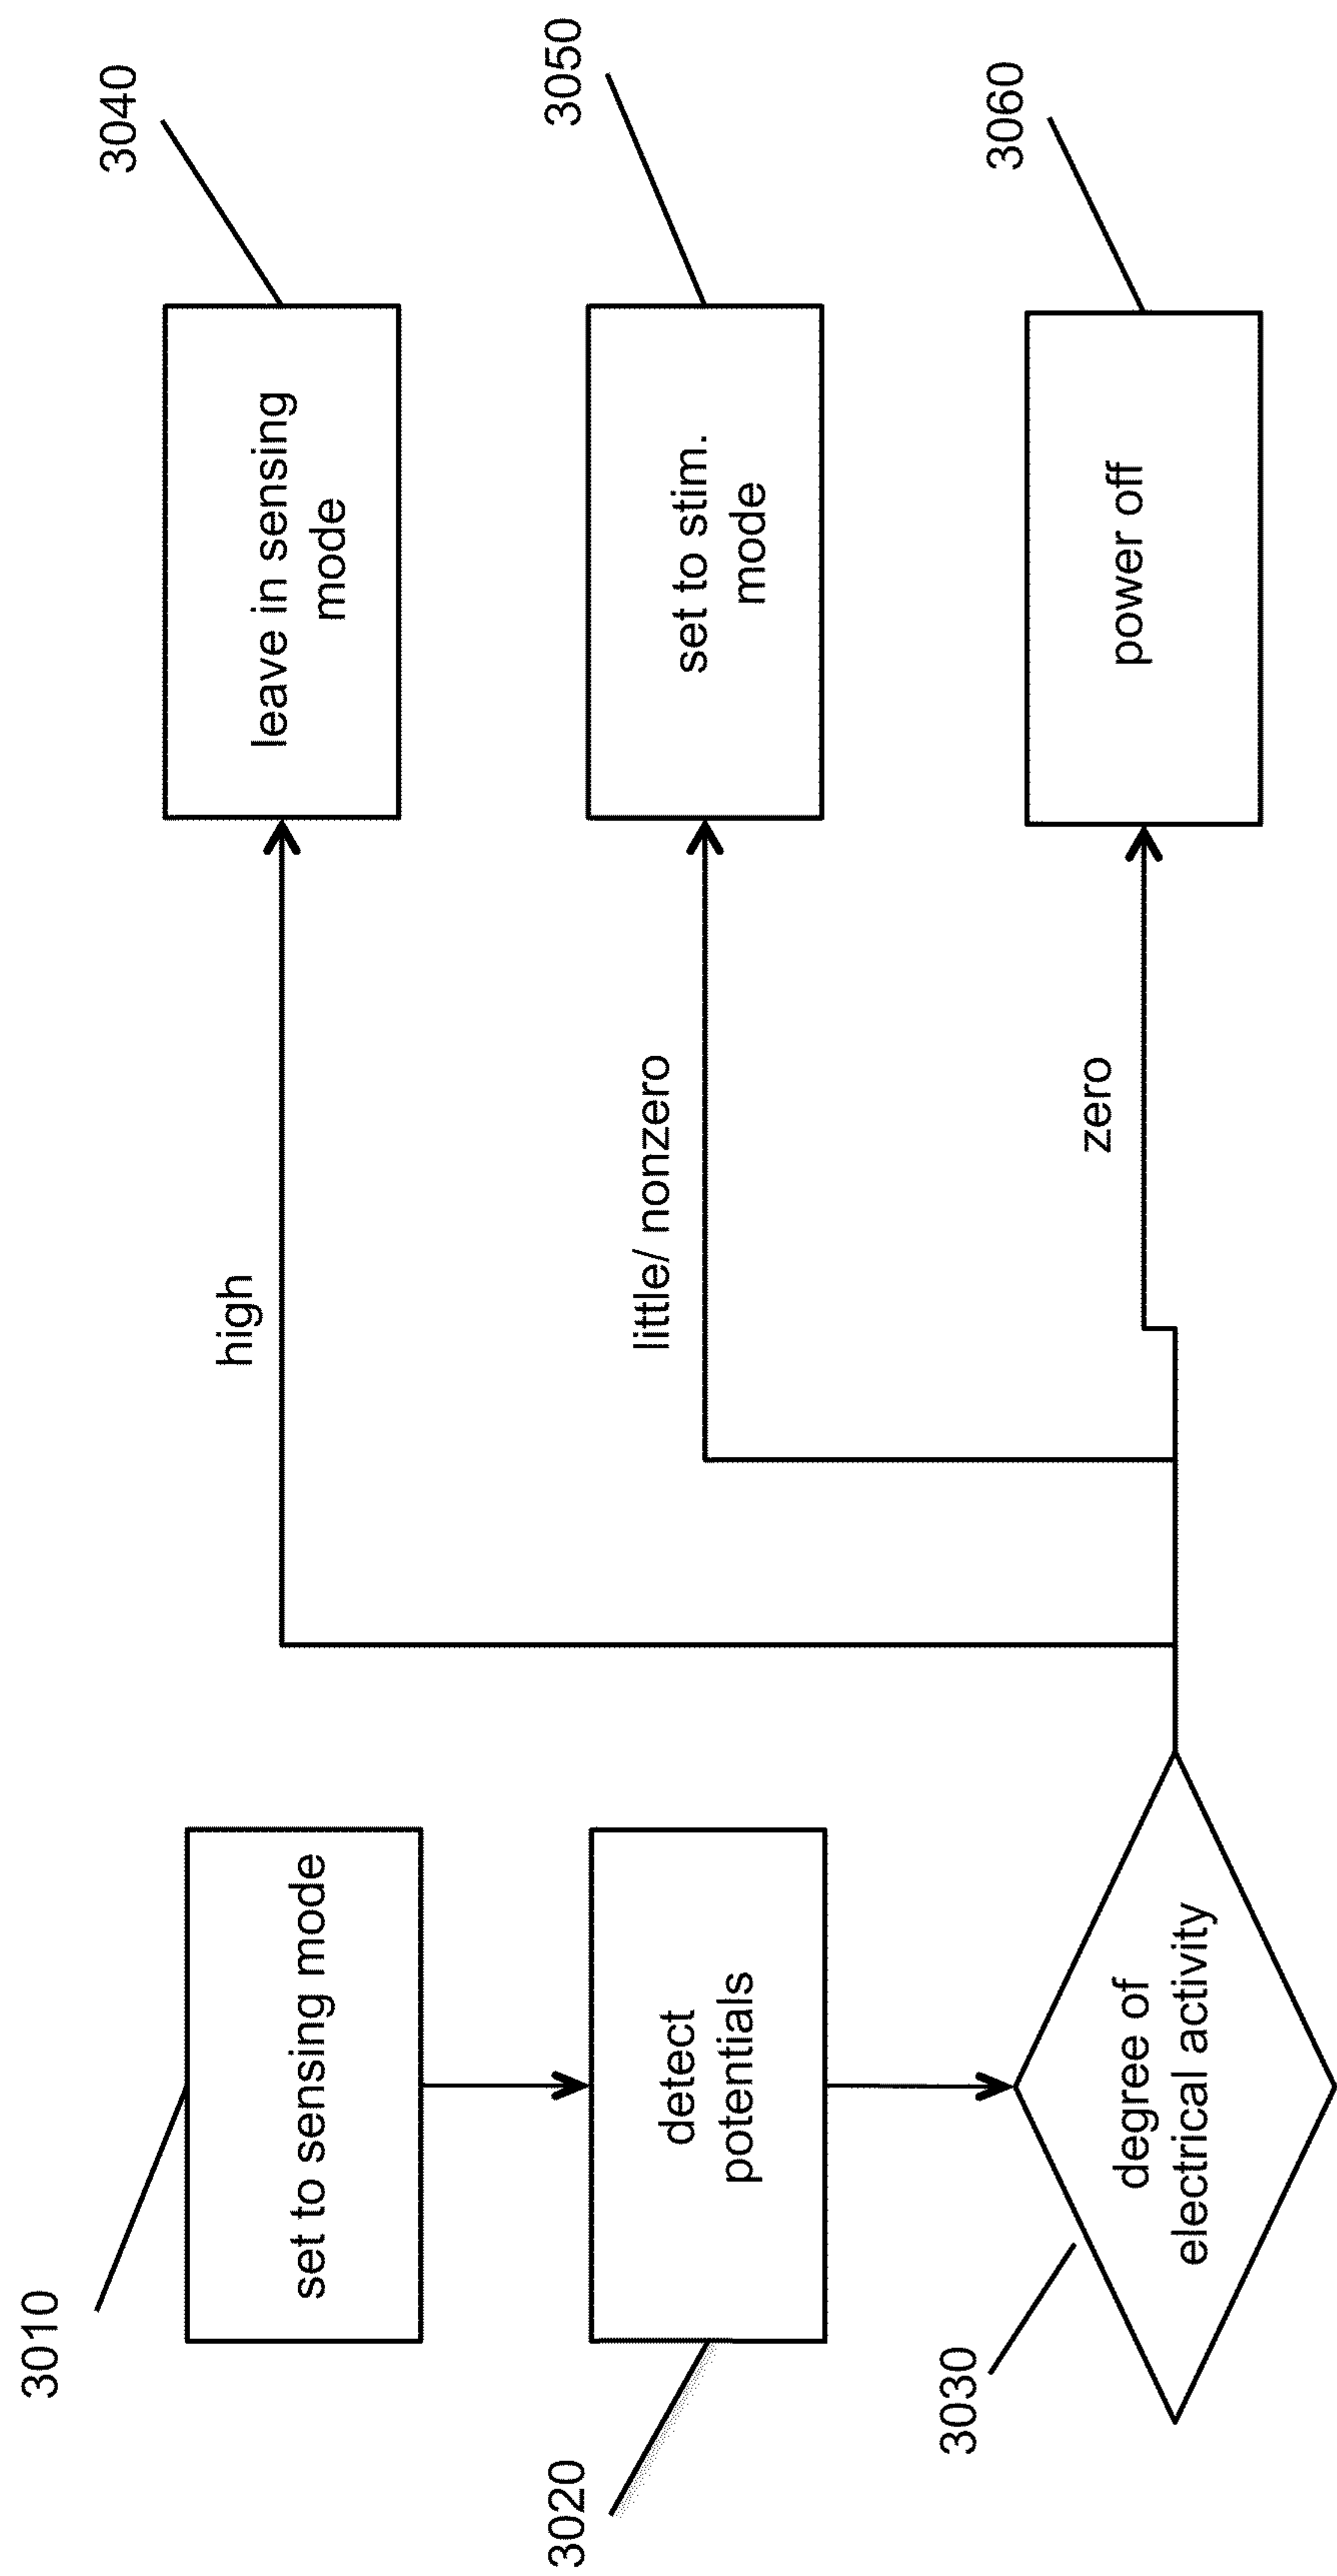 3010
set to sensing mode
3020
detect
potentials
3030
degree of
electrical activity
high
little/ nonzero
zero
3040
leave in sensing
mode
3050
set to stim.
mode
3060
power off